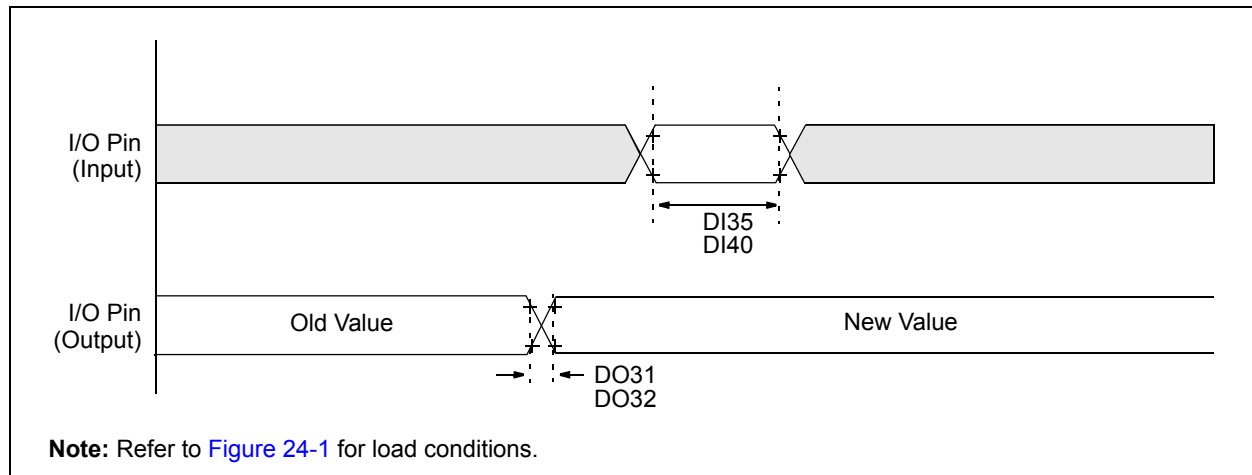 I/O Pin
(Input)
DI35
DI40
I/O Pin
(Output)
Old Value
New Value
DO31
DO32
Note: Refer to Figure 24-1 for load conditions.